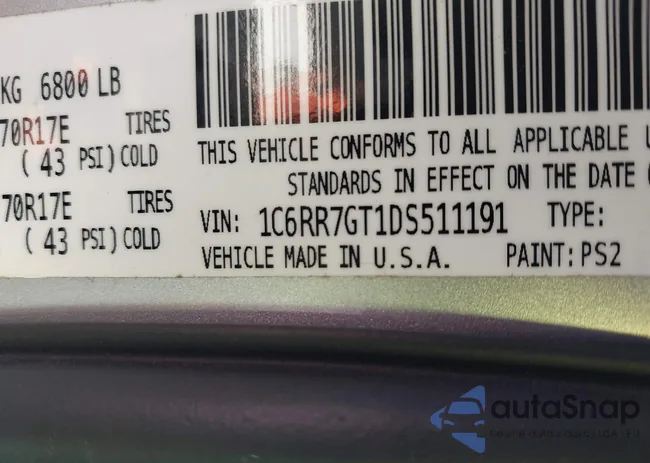 KG 6800 LB
70R17E TIRES
( 43 PSI) COLD
70R17E TIRES
( 43 PSI) COLD
THIS VEHICLE CONFORMS TO ALL APPLICABLE
STANDARDS IN EFFECT ON THE DATE
VIN: 1C6RR7GT1DS511191 TYPE:
VEHICLE MADE IN U.S.A. PAINT: PS2
autoSnap